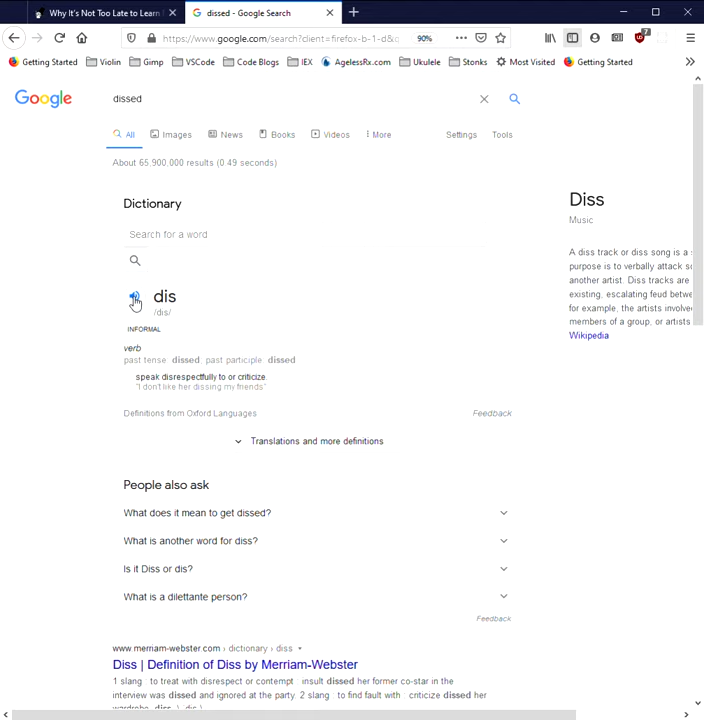 Why It's Not Too Late to Learn
dissed - Google Search
https://www.google.com/search?client=firefox-b-1-d&
90%
7
Getting Started
Violin
Gimp
VSCode
Code Blogs
IEX
AgelessRx.com
Ukulele
Stonks
Most Visited
Getting Started
Google
dissed
All
Images
News
Books
Videos
More
Settings
Tools
About 65,900,000 results (0.49 seconds)
Dictionary
Search for a word
dis
/dis/
INFORMAL
verb
past tense: dissed; past participle: dissed
speak disrespectfully to or criticize.
"I don't like her dissing my friends"
Definitions from Oxford Languages
Feedback
Translations and more definitions
People also ask
What does it mean to get dissed?
What is another word for diss?
Is it Diss or dis?
What is a dilettante person?
Feedback
www.merriam-webster.com › dictionary › diss
Diss | Definition of Diss by Merriam-Webster
1 slang : to treat with disrespect or contempt : insult dissed her former co-star in the
interview was dissed and ignored at the party. 2 slang : to find fault with : criticize dissed her
wardrobe. diss. \ ˈdis \
Diss
Music
A diss track or diss song is a
purpose is to verbally attack
another artist. Diss tracks are
existing, escalating feud
for example, the artists
members of a group, or artists
Wikipedia